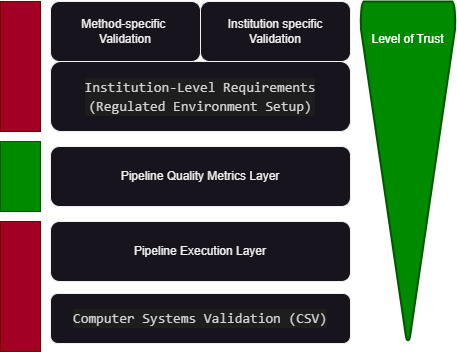 Method-specific
Validation
Institution specific
Validation
Level of Trust
Institution-Level Requirements
(Regulated Environment Setup)
Pipeline Quality Metrics Layer
Pipeline Execution Layer
Computer Systems Validation (CSV)